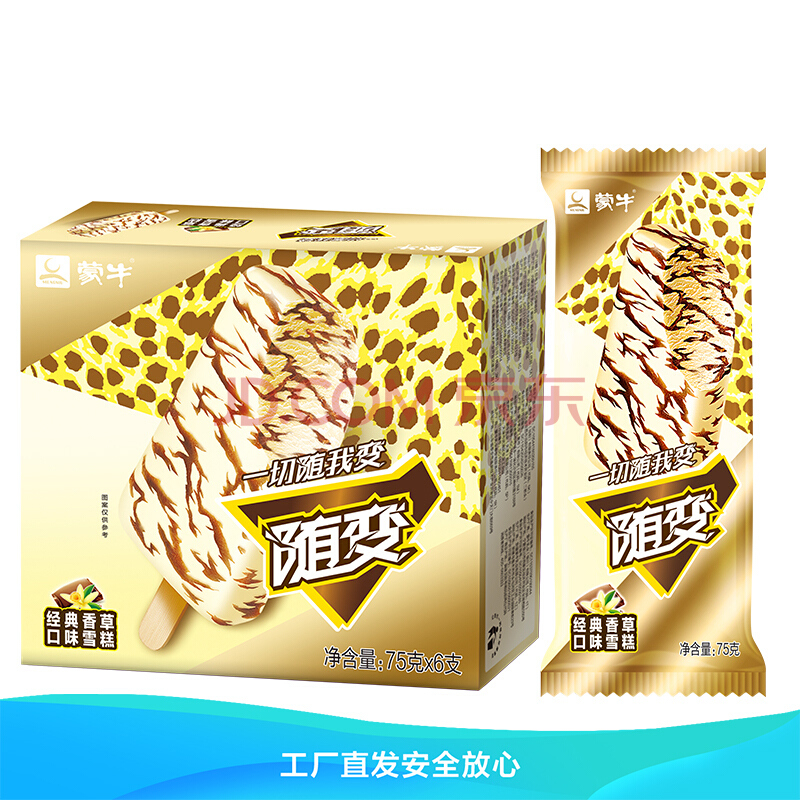 蒙牛
一切随我变
随变
图案仅供参考
经典香草
口味雪糕
净含量:75克x6支
蒙牛
一切随我变
随变
经典香草
口味雪糕
净含量:75克
JD.COM 京东
工厂直发安全放心